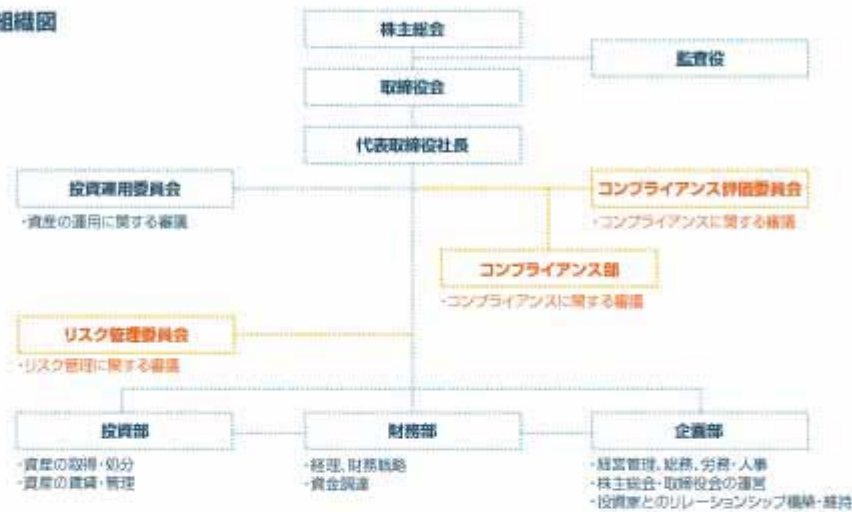 組織図
株主総会
監査役
取締役会
代表取締役社長
投資運用委員会
・資産の運用に関する審議
コンプライアンス評価委員会
・コンプライアンスに関する審議
コンプライアンス部
・コンプライアンスに関する審議
リスク管理委員会
・リスク管理に関する審議
投資部
・資産の取得・処分
・資産の賃貸・管理
財務部
・経理、財務戦略
・資金調達
企画部
・経営管理、総務、労務・人事
・株主総会・取締役会の運営
・投資家とのリレーションシップ構築・維持